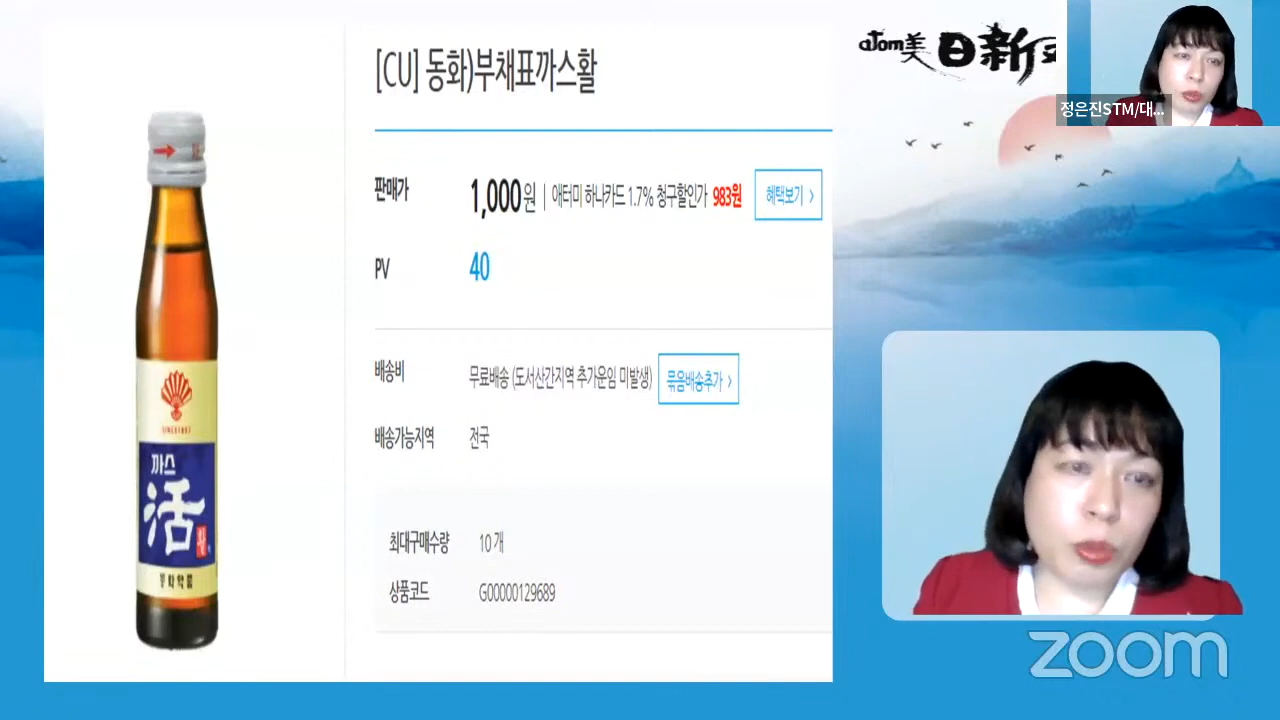 [CU] 동화)부채표까스활
판매가 1,000원 | 애터미 하나카드 1.7% 청구할인가 983원 혜택보기 >
PV 40
배송비 무료배송 (도서산간지역 추가운임 미발생) 묶음배송추가 >
배송가능지역 전국
최대구매수량 10 개
상품코드 G00000129689
까스
活
활
동화약품
atom美 日新
정은진STM/대...
zoom